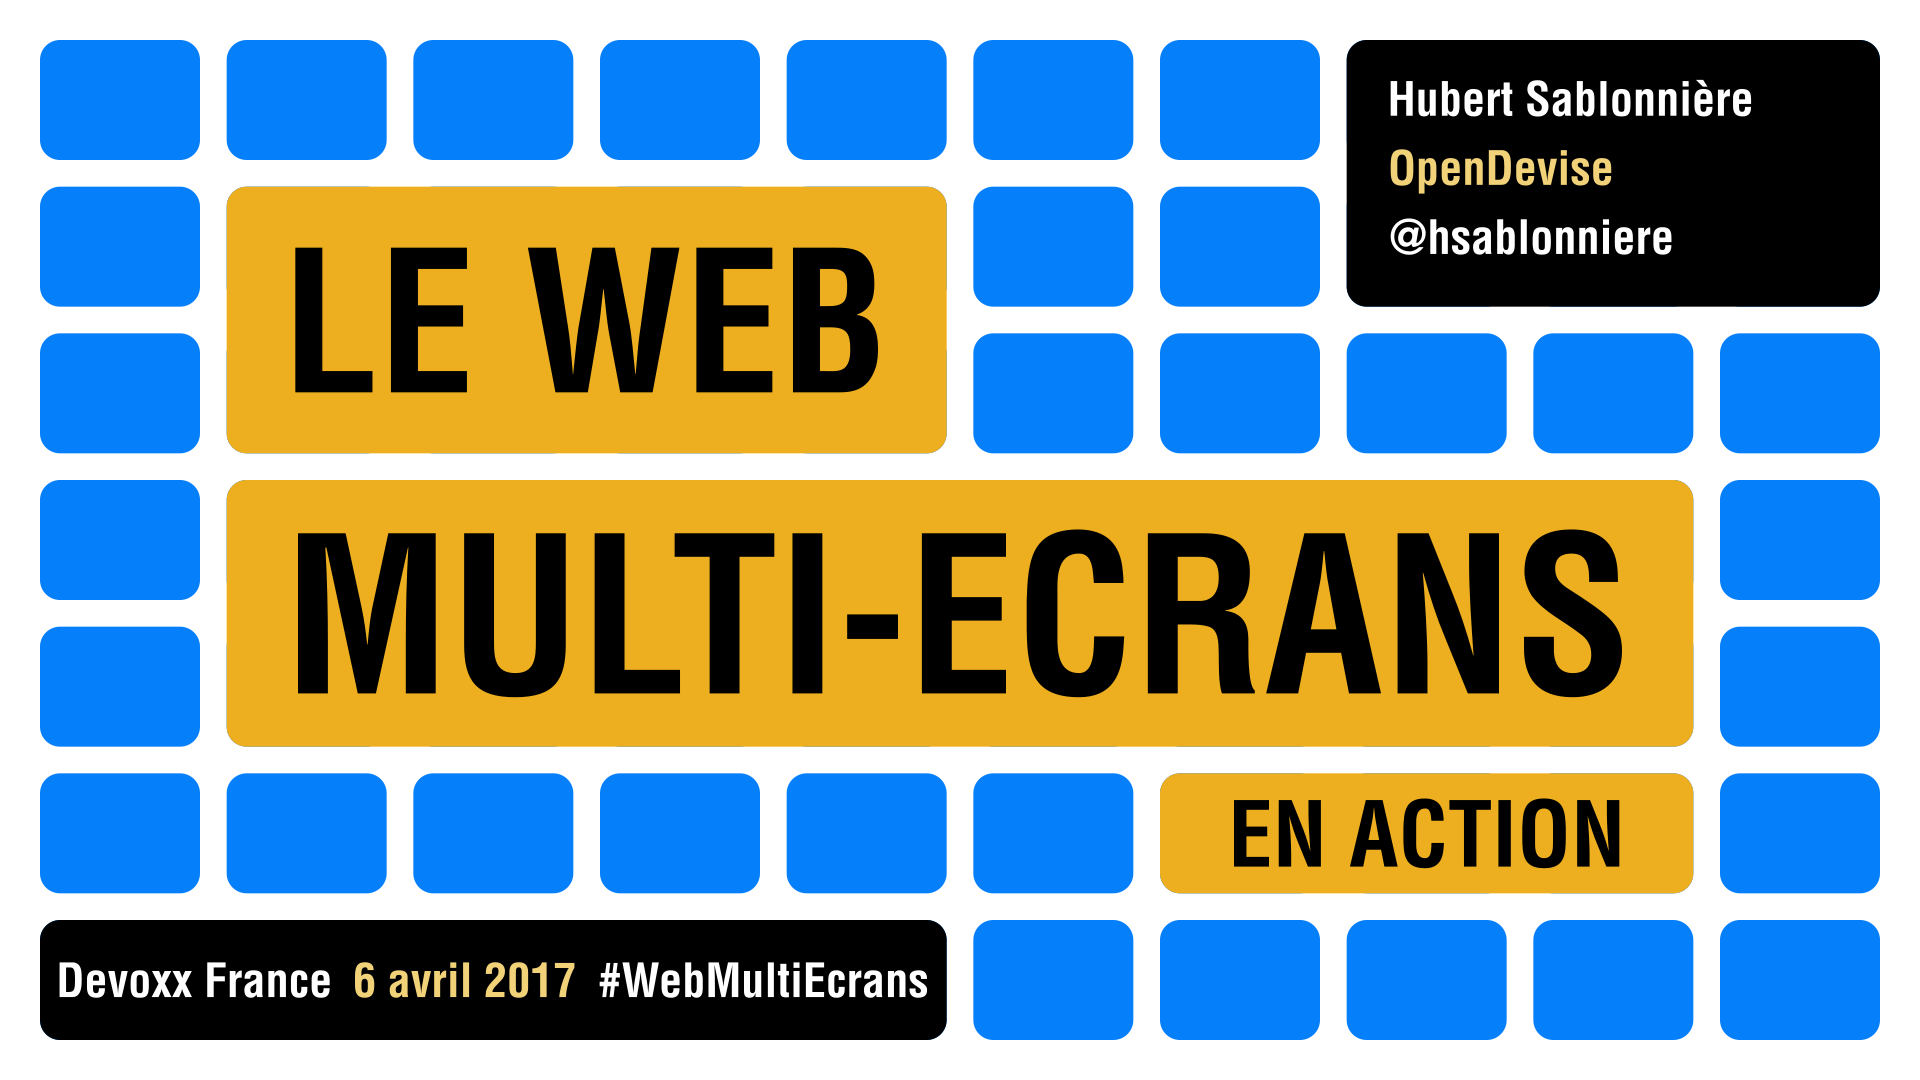 Hubert Sablonnière
OpenDevise
@hsablonniere
LE WEB
MULTI-ECRANS
EN ACTION
Devoxx France 6 avril 2017 #WebMultiEcrans